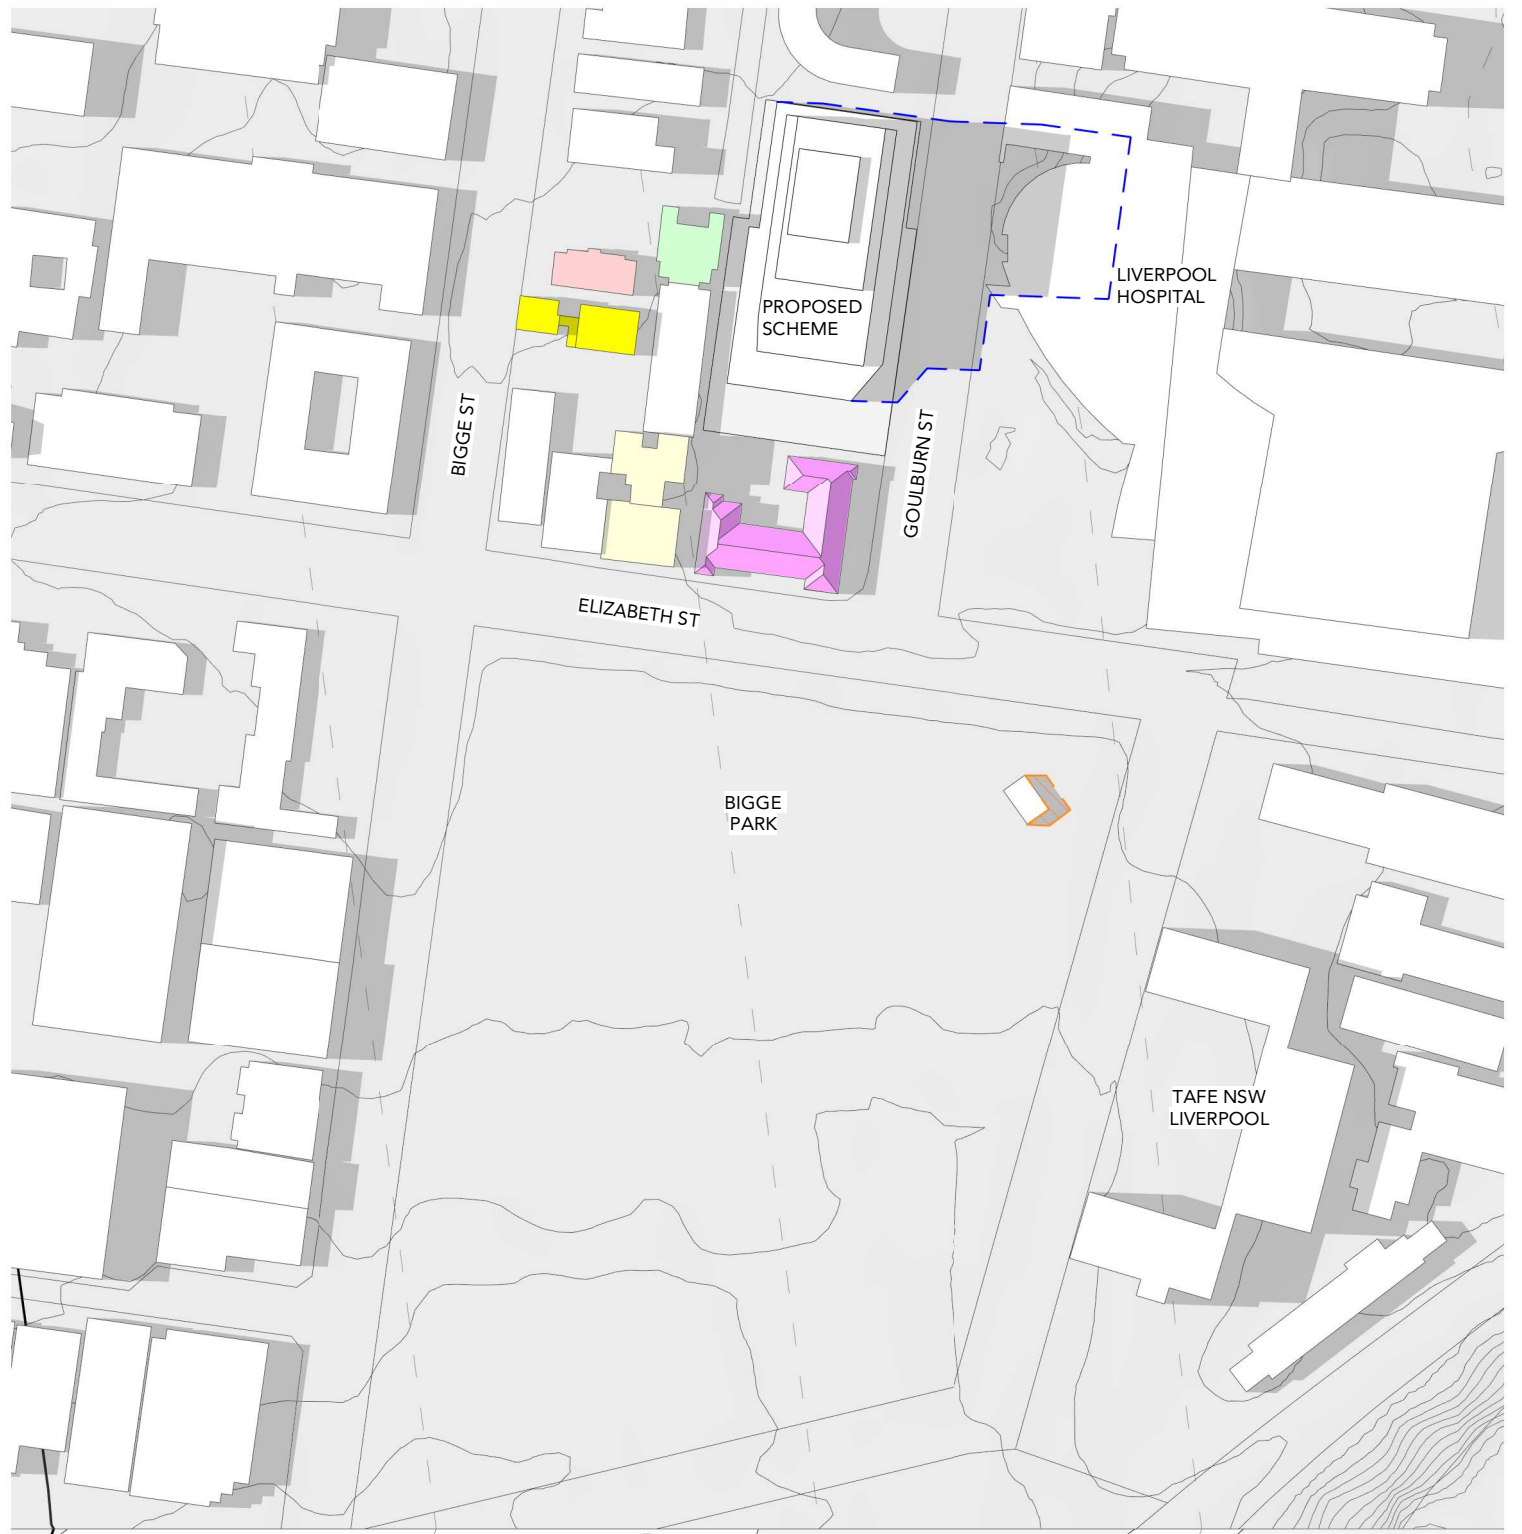 LIVERPOOL
HOSPITAL
PROPOSED
SCHEME
BIGGE ST
GOULBURN ST
ELIZABETH ST
BIGGE
PARK
TAFE NSW
LIVERPOOL